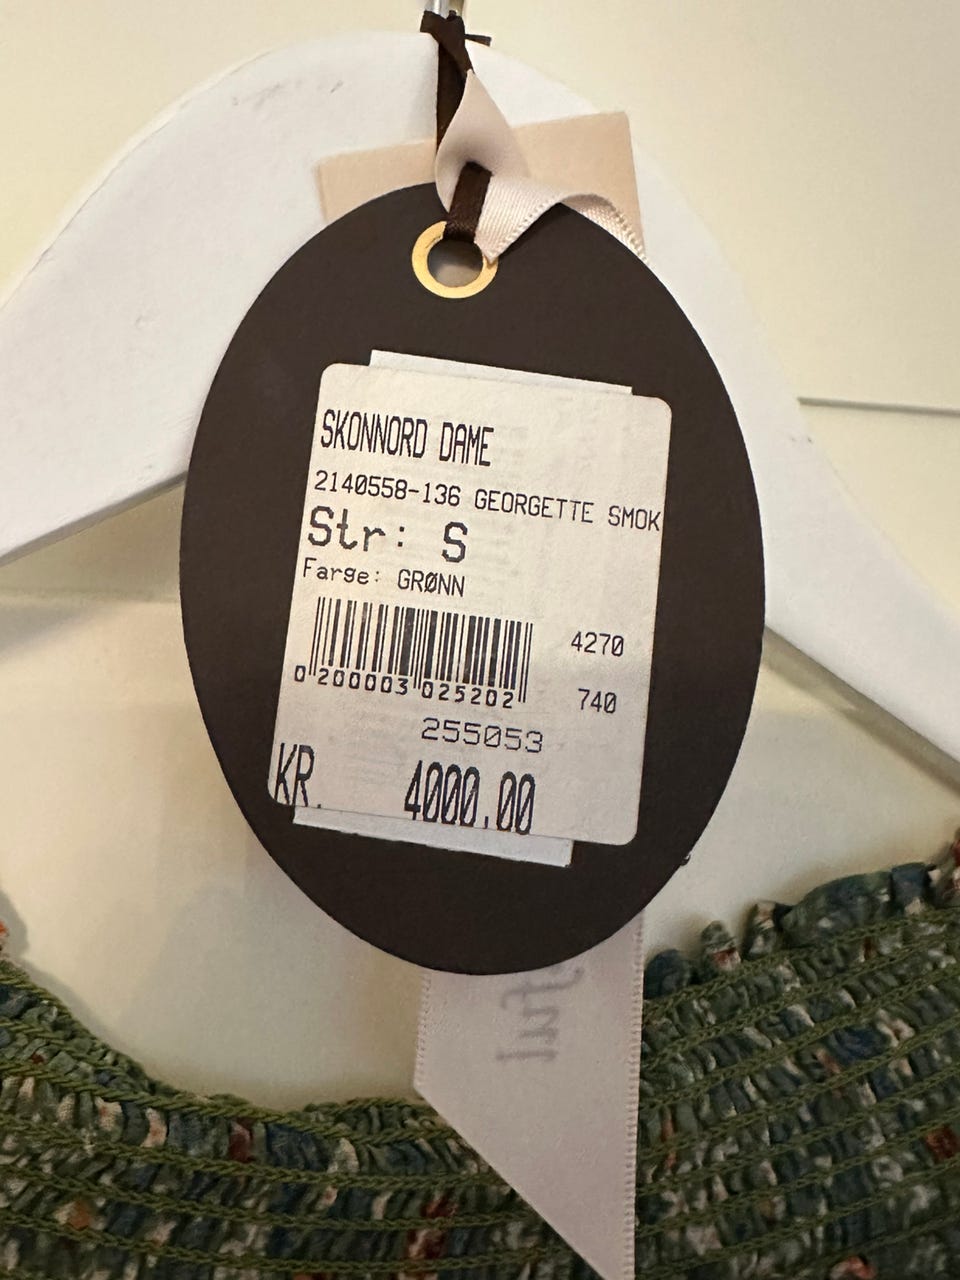 SKONNORD DAME
2140558-136 GEORGETTE SMOK
Str: S
Farge: GRØNN
4270
0 200003 025202
740
255053
KR. 4000.00